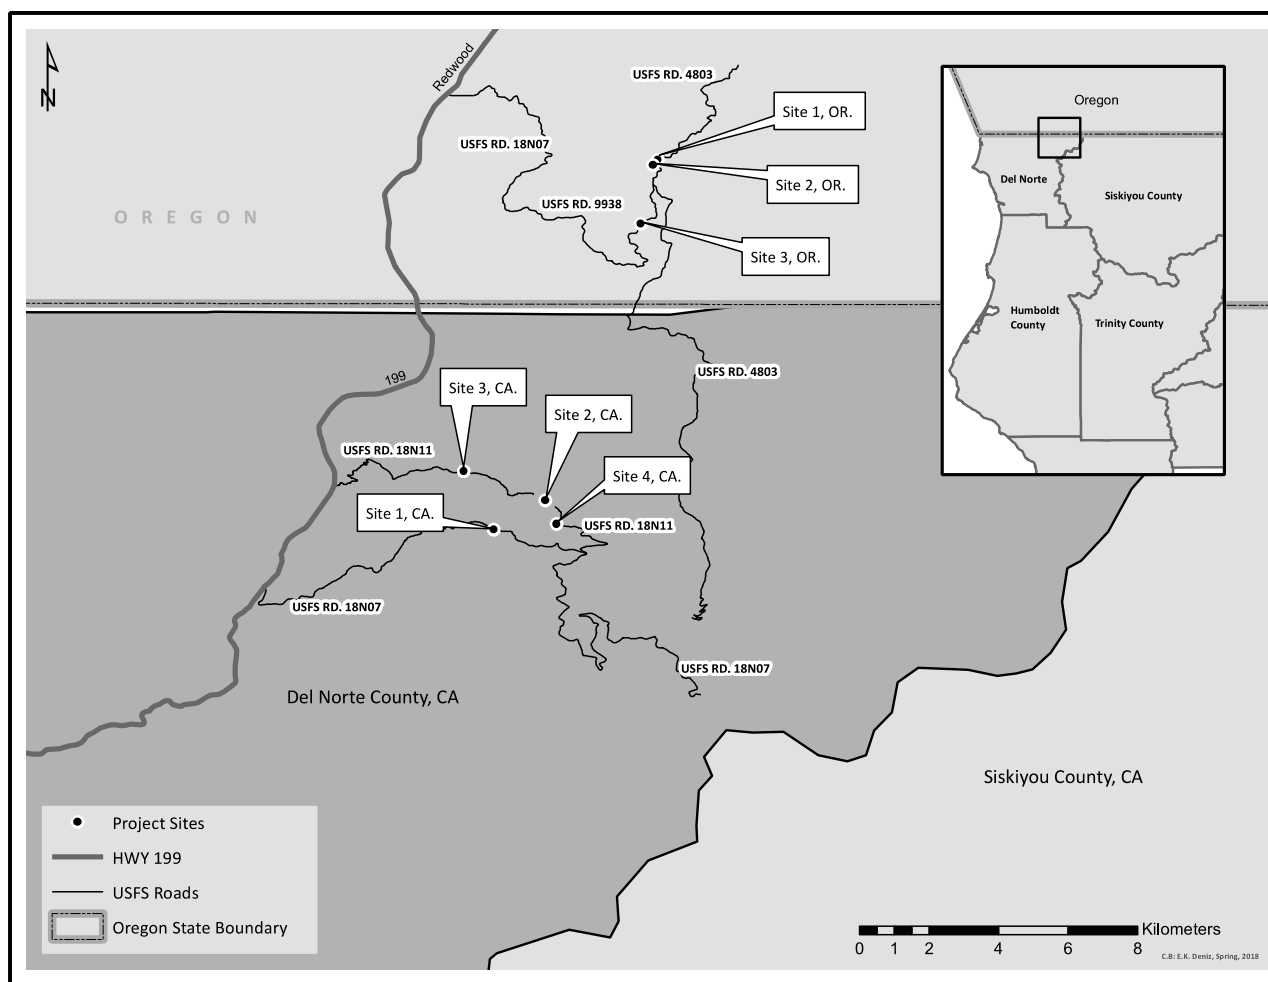 N
Redwood
USFS RD. 4803
Site 1, OR.
USFS RD. 18N07
Site 2, OR.
USFS RD. 9938
OREGON
Site 3, OR.
Oregon
Del Norte
Siskiyou County
Humboldt
County
Trinity County
199
USFS RD. 4803
Site 3, CA.
Site 2, CA.
USFS RD. 18N11
Site 4, CA.
Site 1, CA.
USFS RD. 18N11
USFS RD. 18N07
USFS RD. 18N07
Del Norte County, CA
Siskiyou County, CA
Project Sites
HWY 199
USFS Roads
Oregon State Boundary
Kilometers
0 1 2 4 6 8
C.B: E.K. Deniz, Spring, 2018